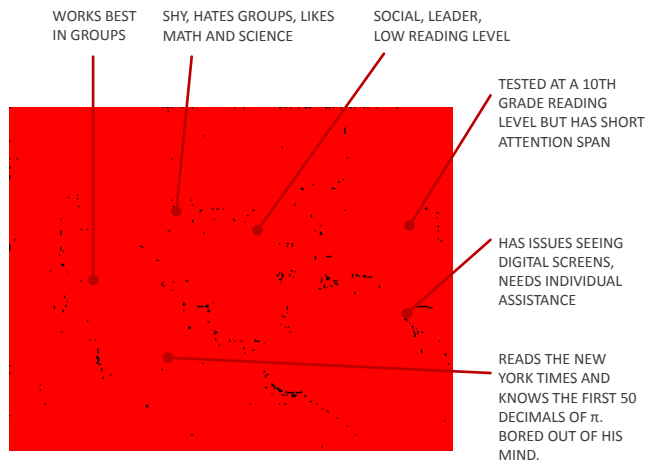 WORKS BEST
IN GROUPS
SHY, HATES GROUPS, LIKES
MATH AND SCIENCE
SOCIAL, LEADER,
LOW READING LEVEL
TESTED AT A 10TH
GRADE READING
LEVEL BUT HAS SHORT
ATTENTION SPAN
HAS ISSUES SEEING
DIGITAL SCREENS,
NEEDS INDIVIDUAL
ASSISTANCE
READS THE NEW
YORK TIMES AND
KNOWS THE FIRST 50
DECIMALS OF π.
BORED OUT OF HIS
MIND.